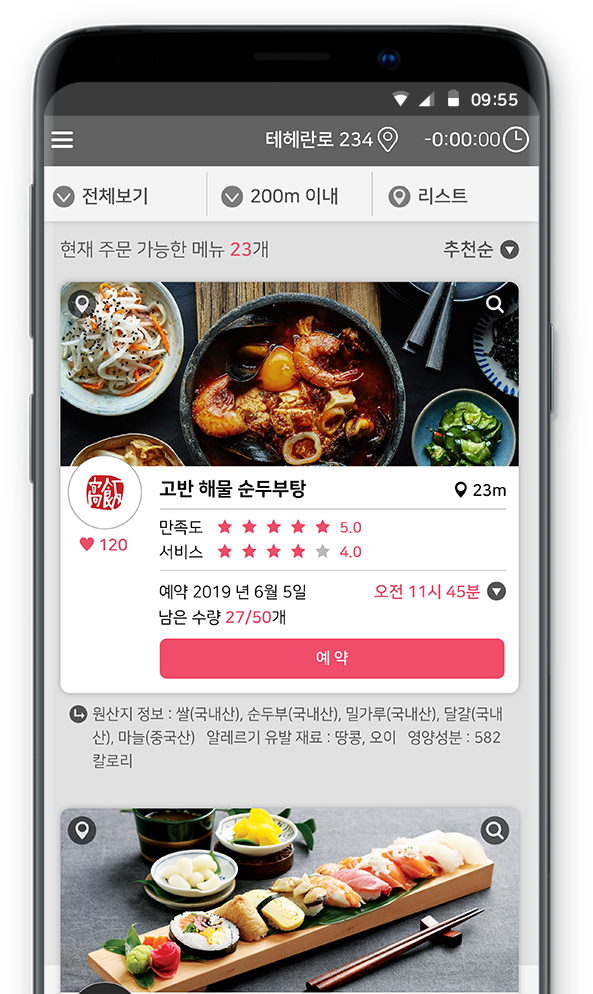 09:55
테헤란로 234 -0:00:00
전체보기 200m 이내 리스트
현재 주문 가능한 메뉴 23개 추천순
고반 해물 순두부탕 23m
高飯
만족도 5.0
120 서비스 4.0
예약 2019 년 6월 5일 오전 11시 45분
남은 수량 27/50개
예 약
원산지 정보 : 쌀(국내산), 순두부(국내산), 밀가루(국내산), 달걀(국내
산), 마늘(중국산) 알레르기 유발 재료 : 땅콩, 오이 영양성분 : 582
칼로리